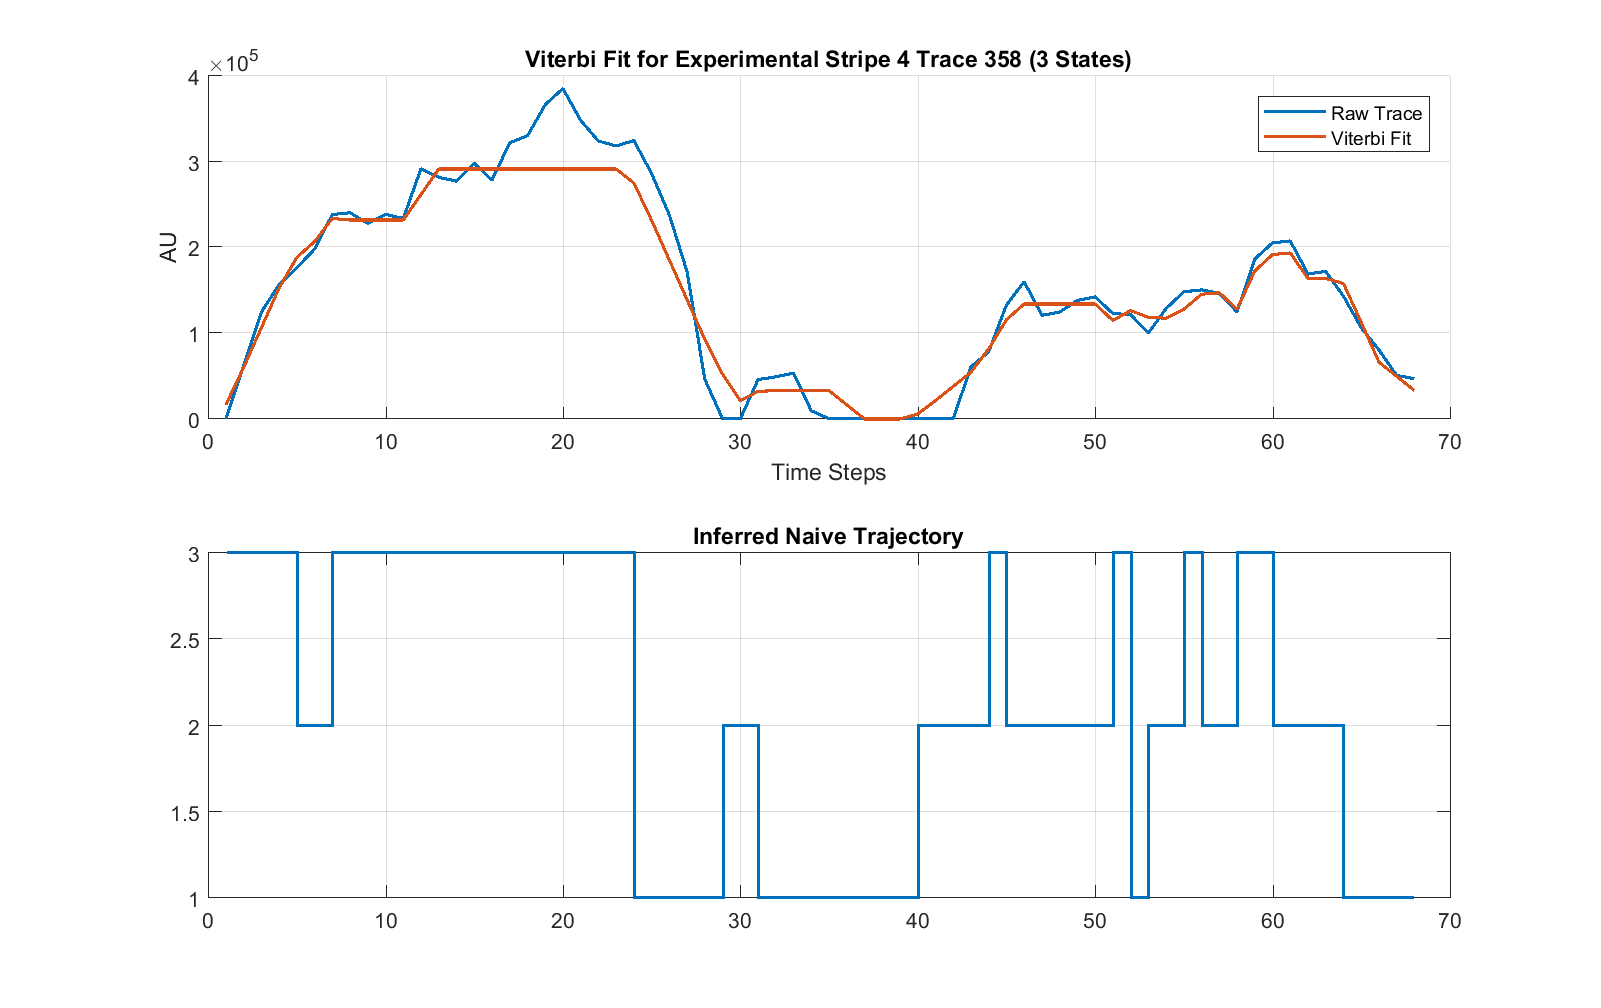 Viterbi Fit for Experimental Stripe 4 Trace 358 (3 States)
×10^5
4
3
2
1
0
AU
Raw Trace
Viterbi Fit
0 10 20 30 40 50 60 70
Time Steps
Inferred Naive Trajectory
3
2.5
2
1.5
1
0 10 20 30 40 50 60 70